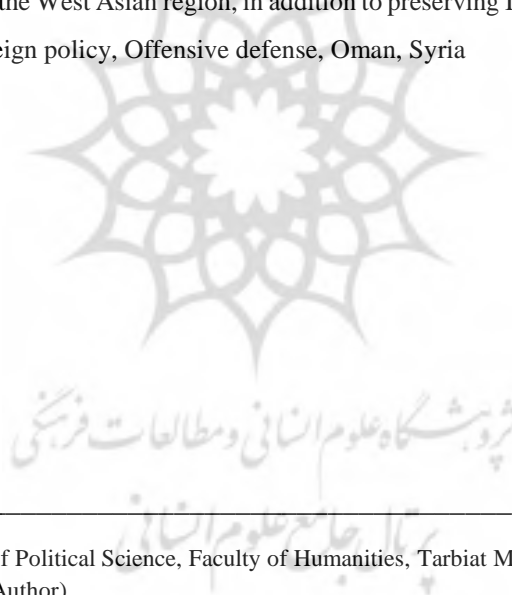 the West Asian region, in addition to preserving I
eign policy, Offensive defense, Oman, Syria
پژوهشگاه علوم انسانی و مطالعات فرهنگی
پرتال جامع علوم انسانی
of Political Science, Faculty of Humanities, Tarbiat M
Author)